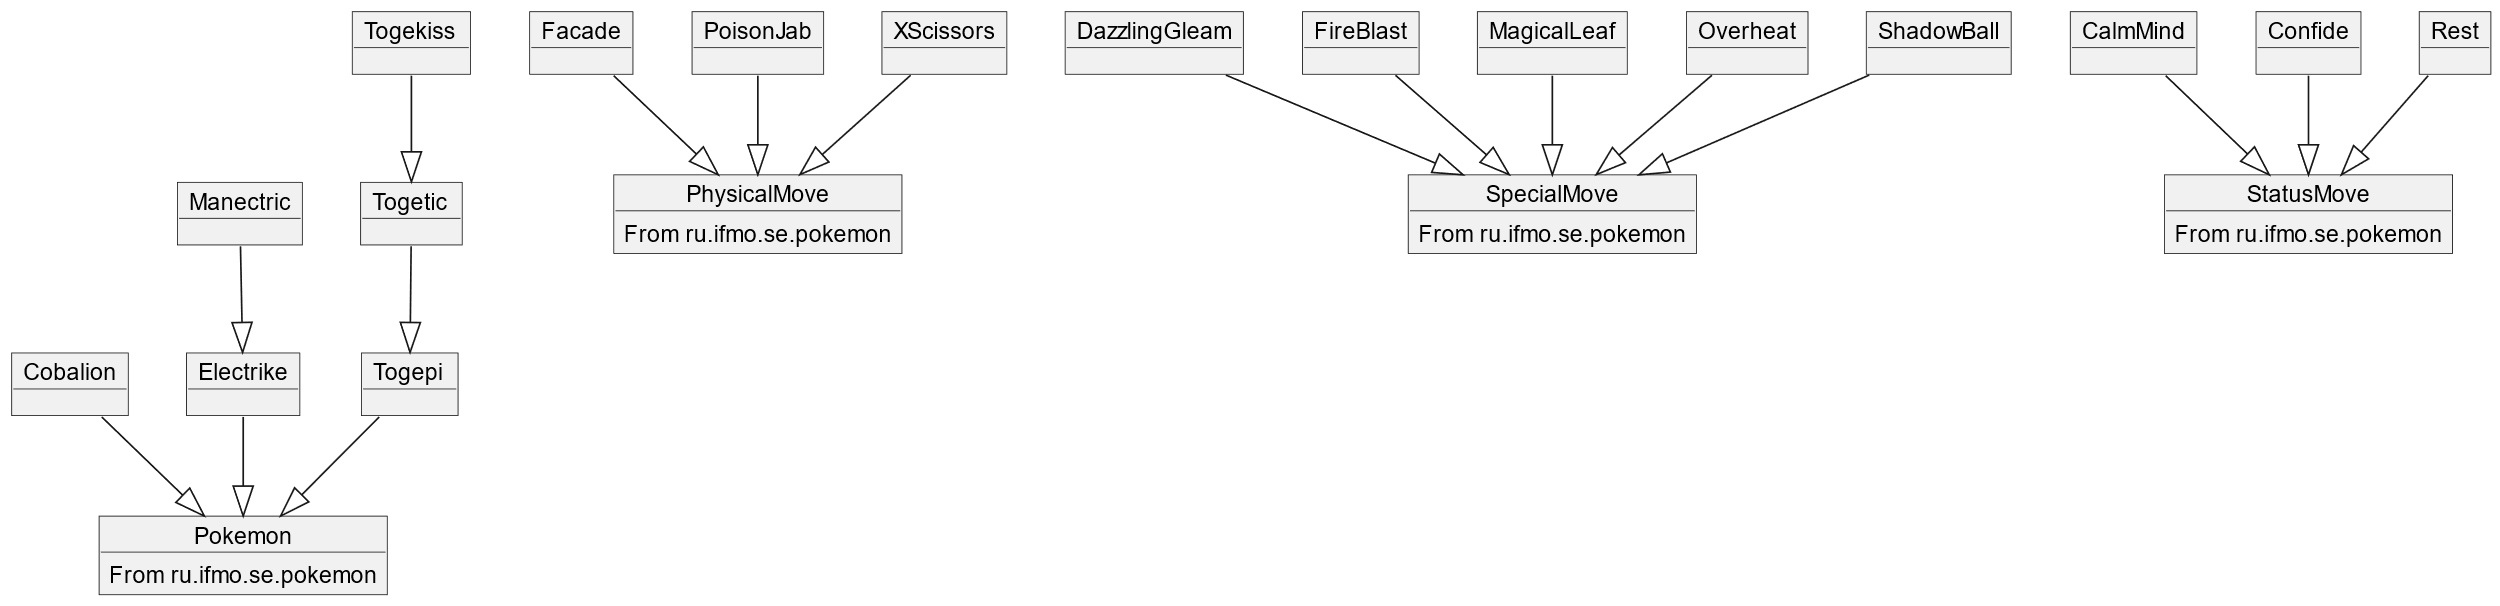 Togekiss
Facade
PoisonJab
XScissors
DazzlingGleam
FireBlast
MagicalLeaf
Overheat
ShadowBall
CalmMind
Confide
Rest
Manectric
Togetic
PhysicalMove
From ru.ifmo.se.pokemon
SpecialMove
From ru.ifmo.se.pokemon
StatusMove
From ru.ifmo.se.pokemon
Cobalion
Electrike
Togepi
Pokemon
From ru.ifmo.se.pokemon